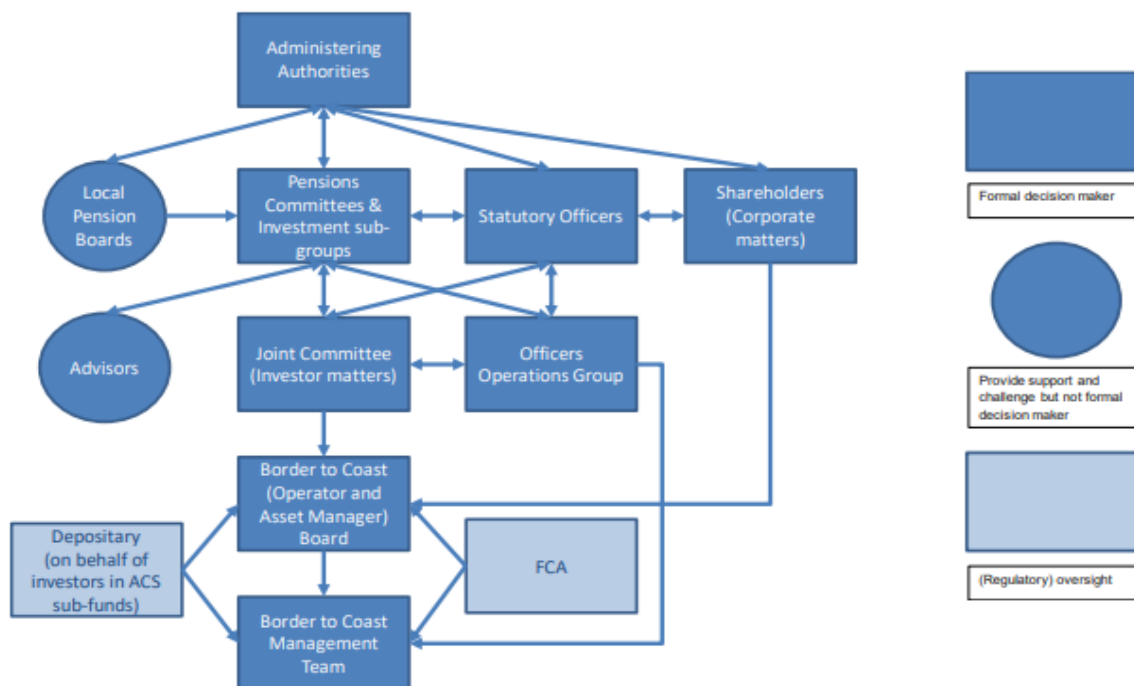 Administering
Authorities
Local
Pension
Boards
Pensions
Committees &
Investment sub-
groups
Statutory Officers
Shareholders
(Corporate
matters)
Advisors
Joint Committee
(Investor matters)
Officers
Operations Group
Border to Coast
(Operator and
Asset Manager)
Board
Depositary
(on behalf of
investors in ACS
sub-funds)
FCA
Border to Coast
Management
Team
Formal decision maker
Provide support and
challenge but not formal
decision maker
(Regulatory) oversight